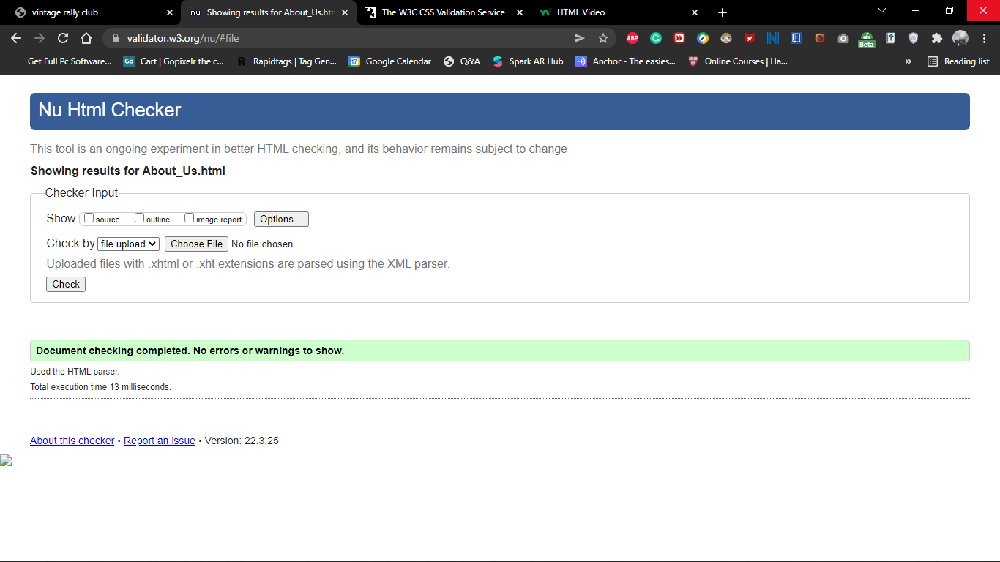 vintage rally club
nu Showing results for About_Us.htm
The W3C CSS Validation Service
HTML Video
validator.w3.org/nu/#file
ABP
Beta
Get Full Pc Software...
Go Cart | Gopixelr the c...
R Rapidtags | Tag Gen...
17 Google Calendar
Q&A
Spark AR Hub
Anchor - The easies...
Online Courses | Ha...
»
Reading list
Nu Html Checker
This tool is an ongoing experiment in better HTML checking, and its behavior remains subject to change
Showing results for About_Us.html
Checker Input
Show source outline image report Options...
Check by file upload Choose File No file chosen
Uploaded files with .xhtml or .xht extensions are parsed using the XML parser.
Check
Document checking completed. No errors or warnings to show.
Used the HTML parser.
Total execution time 13 milliseconds.
About this checker • Report an issue • Version: 22.3.25